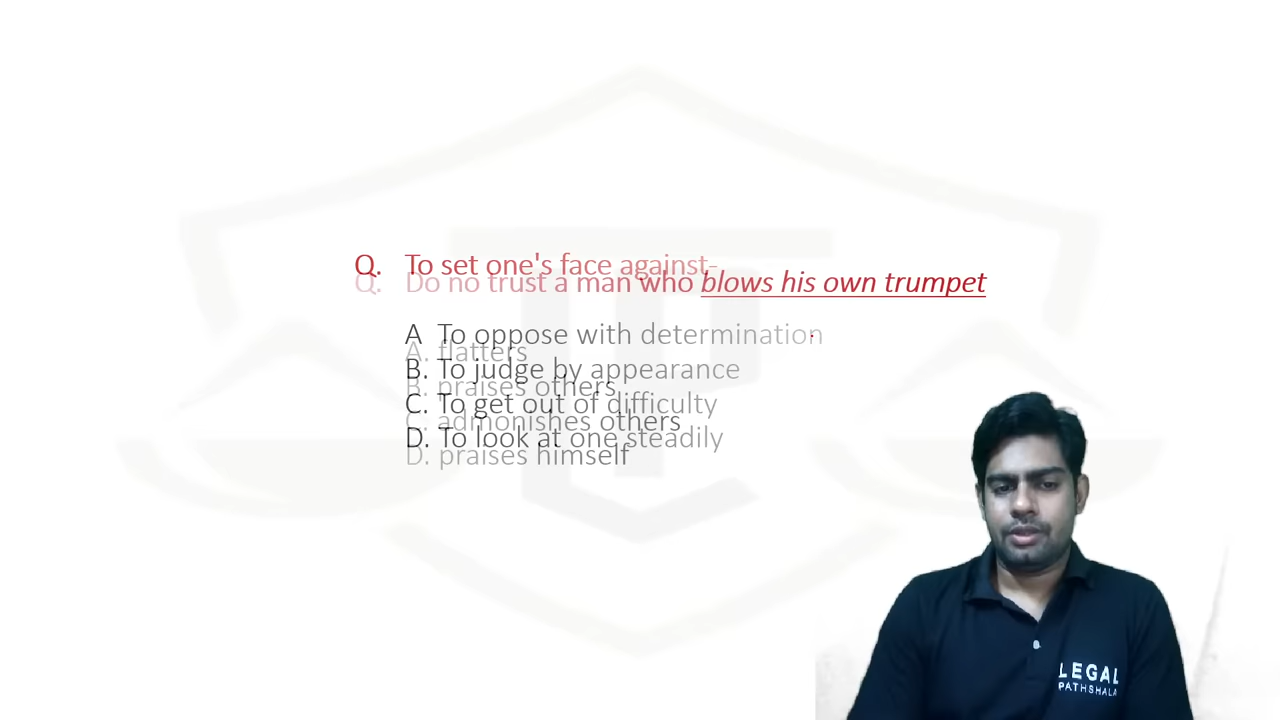 Q. To set one's face against-
A To oppose with determination
B. To judge by appearance
C. To get out of difficulty
D. To look at one steadily
Q. Do no trust a man who blows his own trumpet
A. flatters
B. praises others
C. admonishes others
D. praises himself
LEGAL
PATHSHALA